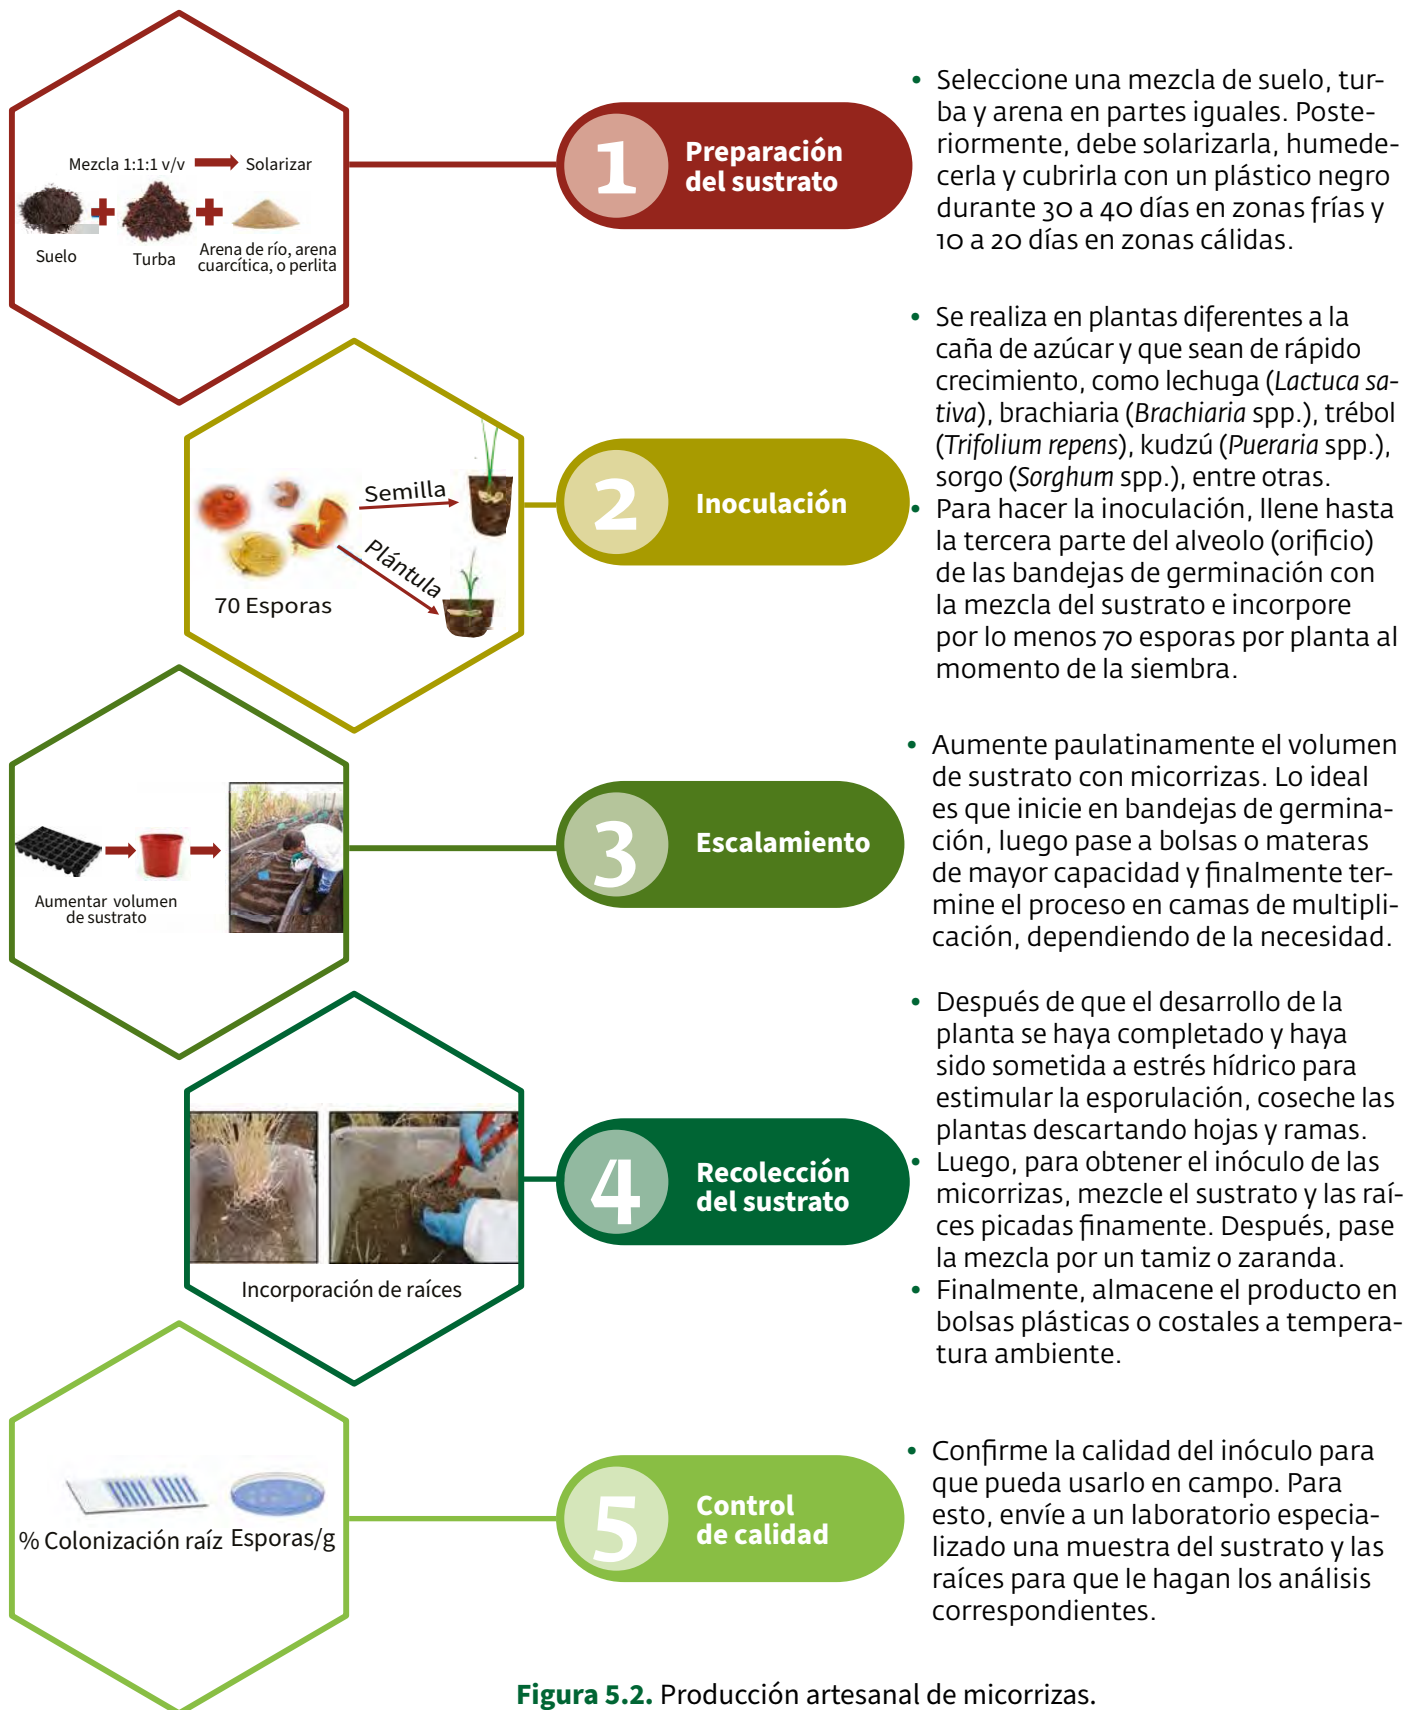 Mezcla 1:1:1 v/v Solarizar
Suelo
Turba
Arena de río, arena
cuarcítica, o perlita
1
Preparación
del sustrato
• Seleccione una mezcla de suelo, tur-
ba y arena en partes iguales. Poste-
riormente, debe solarizarla, humede-
cerla y cubrirla con un plástico negro
durante 30 a 40 días en zonas frías y
10 a 20 días en zonas cálidas.
Semilla
Plántula
70 Esporas
2
Inoculación
• Se realiza en plantas diferentes a la
caña de azúcar y que sean de rápido
crecimiento, como lechuga (Lactuca sa-
tiva), brachiaria (Brachiaria spp.), trébol
(Trifolium repens), kudzú (Pueraria spp.),
sorgo (Sorghum spp.), entre otras.
• Para hacer la inoculación, llene hasta
la tercera parte del alveolo (orificio)
de las bandejas de germinación con
la mezcla del sustrato e incorpore
por lo menos 70 esporas por planta al
momento de la siembra.
Aumentar volumen
de sustrato
3
Escalamiento
• Aumente paulatinamente el volumen
de sustrato con micorrizas. Lo ideal
es que inicie en bandejas de germina-
ción, luego pase a bolsas o materas
de mayor capacidad y finalmente ter-
mine el proceso en camas de multipli-
cación, dependiendo de la necesidad.
Incorporación de raíces
4
Recolección
del sustrato
• Después de que el desarrollo de la
planta se haya completado y haya
sido sometida a estrés hídrico para
estimular la esporulación, coseche las
plantas descartando hojas y ramas.
• Luego, para obtener el inóculo de las
micorrizas, mezcle el sustrato y las raí-
ces picadas finamente. Después, pase
la mezcla por un tamiz o zaranda.
• Finalmente, almacene el producto en
bolsas plásticas o costales a tempera-
tura ambiente.
% Colonización raíz Esporas/g
5
Control
de calidad
• Confirme la calidad del inóculo para
que pueda usarlo en campo. Para
esto, envíe a un laboratorio especia-
lizado una muestra del sustrato y las
raíces para que le hagan los análisis
correspondientes.
Figura 5.2. Producción artesanal de micorrizas.